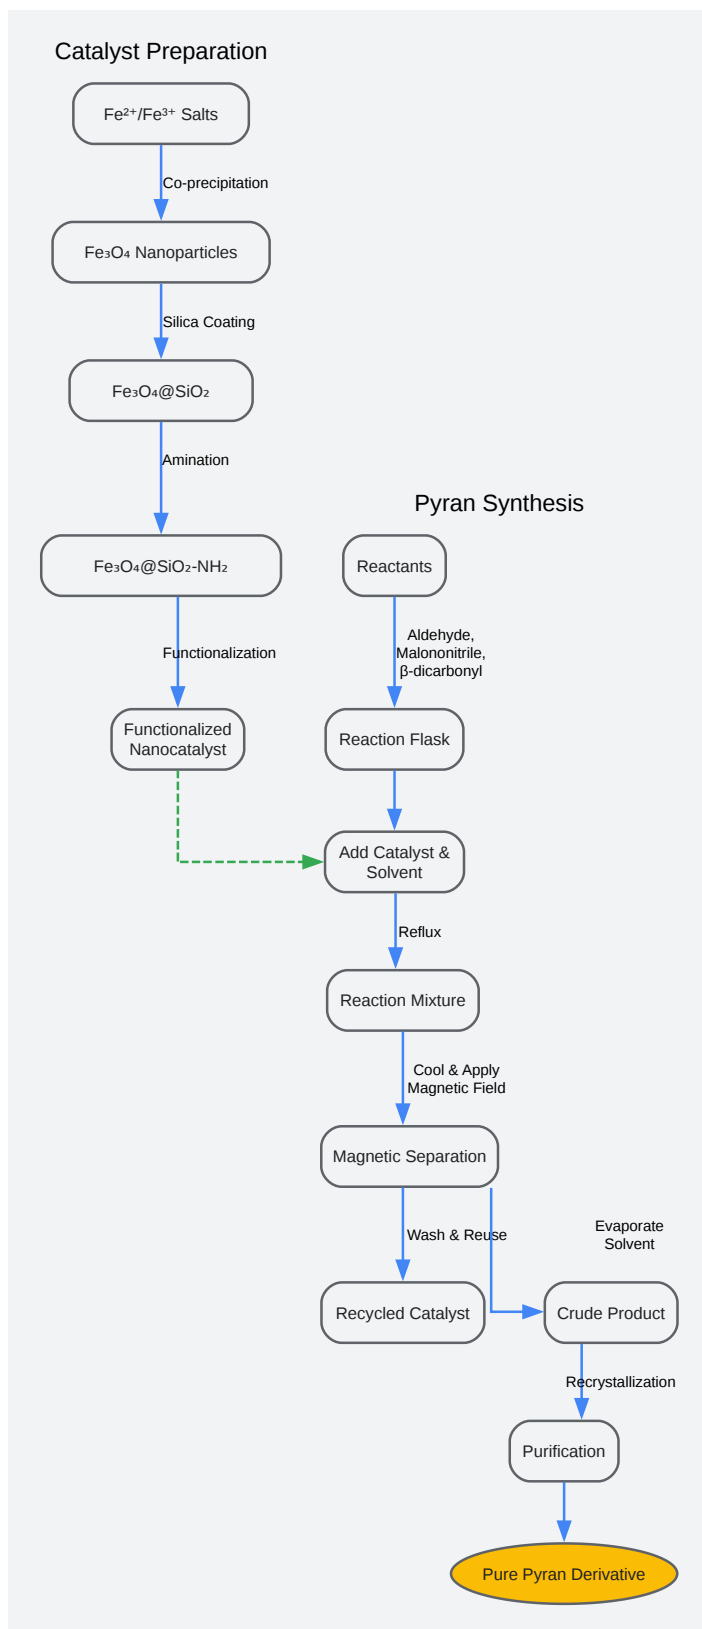 Catalyst Preparation
Fe²⁺/Fe³⁺ Salts
Co-precipitation
Fe₃O₄ Nanoparticles
Silica Coating
Fe₃O₄@SiO₂
Amination
Fe₃O₄@SiO₂-NH₂
Functionalization
Functionalized
Nanocatalyst
Pyran Synthesis
Reactants
Aldehyde,
Malononitrile,
β-dicarbonyl
Reaction Flask
Add Catalyst &
Solvent
Reflux
Reaction Mixture
Cool & Apply
Magnetic Field
Magnetic Separation
Wash & Reuse
Recycled Catalyst
Evaporate
Solvent
Crude Product
Recrystallization
Purification
Pure Pyran Derivative